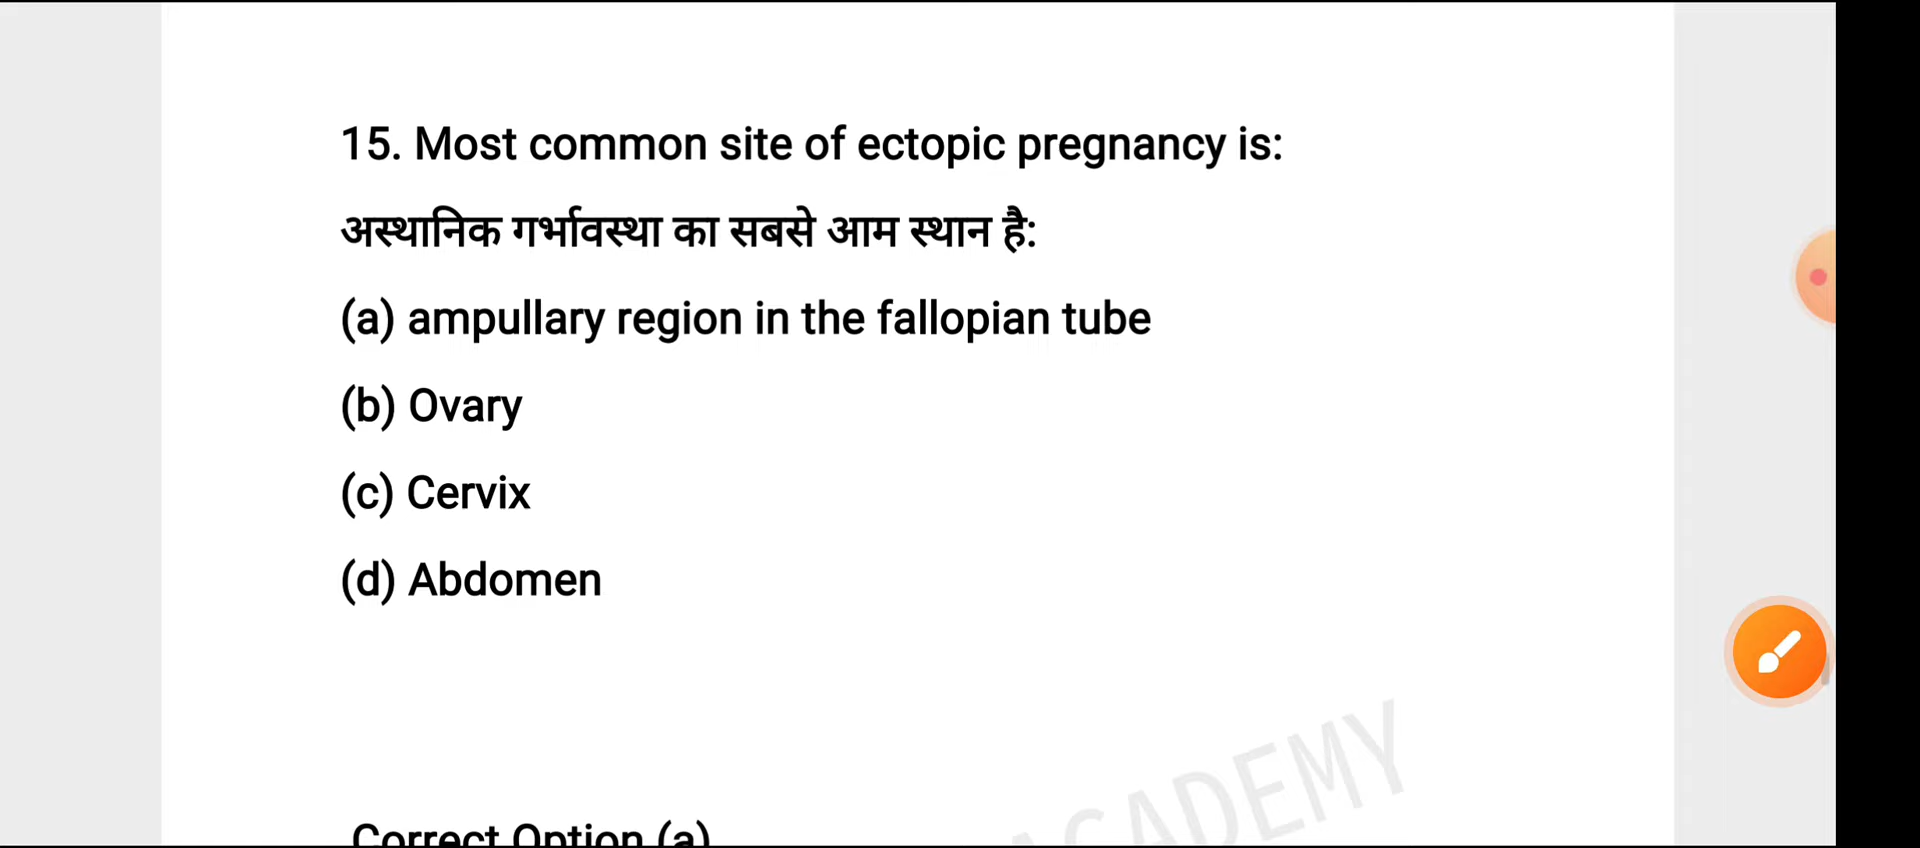 15. Most common site of ectopic pregnancy is:
अस्थानिक गर्भावस्था का सबसे आम स्थान है:
(a) ampullary region in the fallopian tube
(b) Ovary
(c) Cervix
(d) Abdomen
ACADEMY
Correct Option (a)